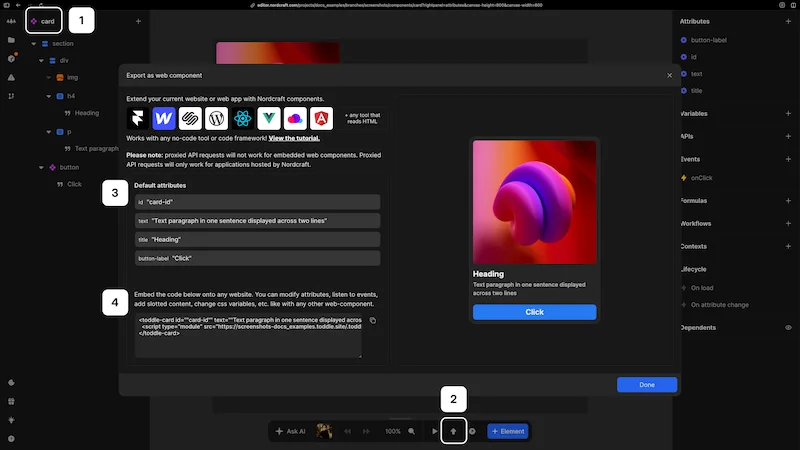 editor.nordcraft.com/projects/docs_examples/branches/screenshots/components/card?rightpanel=attributes&canvas-height=800&canvas-width=800
card
1
section
div
img
h4
Heading
p
Text paragraph
button
Click
Export as web component
Extend your current website or web app with Nordcraft components.
+ any tool that
reads HTML
Works with any no-code tool or code framework! View the tutorial.
Please note: proxied API requests will not work for embedded web components. Proxied
API requests will only work for applications hosted by Nordcraft.
3
Default attributes
id "card-id"
text "Text paragraph in one sentence displayed across two lines"
title "Heading"
button-label "Click"
4
Embed the code below onto any website. You can modify attributes, listen to events,
add slotted content, change css variables, etc. like with any other web-component.
<toddle-card id=""card-id"" text=""Text paragraph in one sentence displayed acros
<script type="module" src="https://screenshots-docs_examples.toddle.site/.toddl
</toddle-card>
Heading
Text paragraph in one sentence displayed
across two lines
Click
Done
2
Ask AI
100%
+ Element
Attributes
button-label
id
text
title
Variables
APIs
Events
onClick
Formulas
Workflows
Contexts
Lifecycle
On load
On attribute change
Dependents